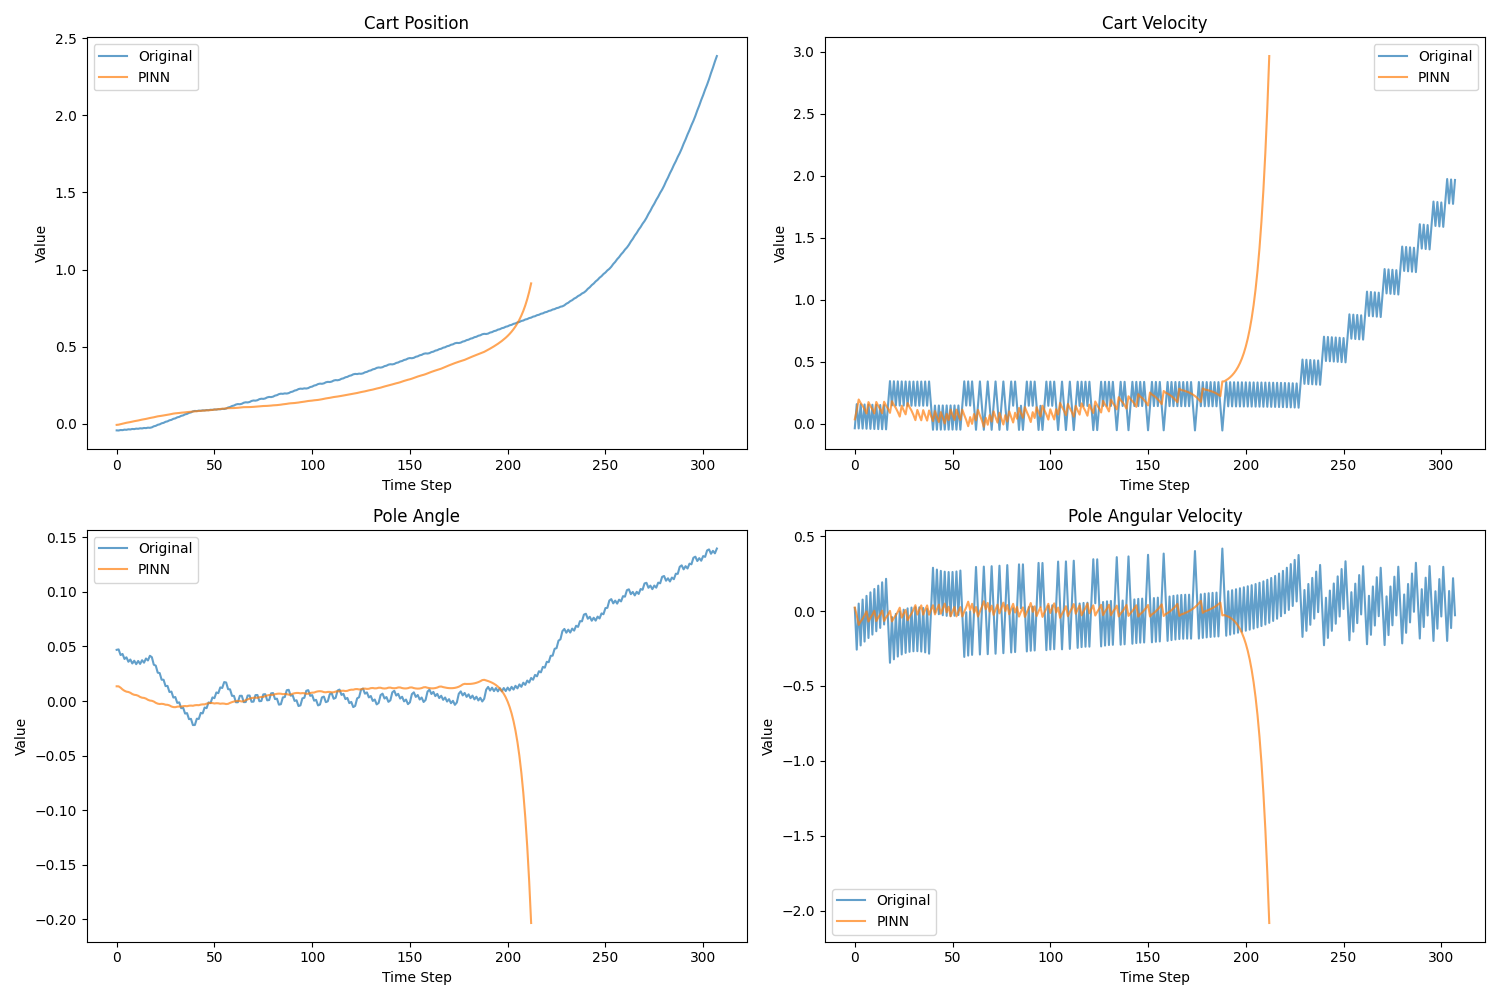 Cart Position
Original
PINN
2.5
2.0
1.5
1.0
0.5
0.0
Value
0 50 100 150 200 250 300
Time Step
Cart Velocity
Original
PINN
3.0
2.5
2.0
1.5
1.0
0.5
0.0
Value
0 50 100 150 200 250 300
Time Step
Pole Angle
Original
PINN
0.15
0.10
0.05
0.00
−0.05
−0.10
−0.15
−0.20
Value
0 50 100 150 200 250 300
Time Step
Pole Angular Velocity
0.5
0.0
−0.5
−1.0
−1.5
−2.0
Value
Original
PINN
0 50 100 150 200 250 300
Time Step